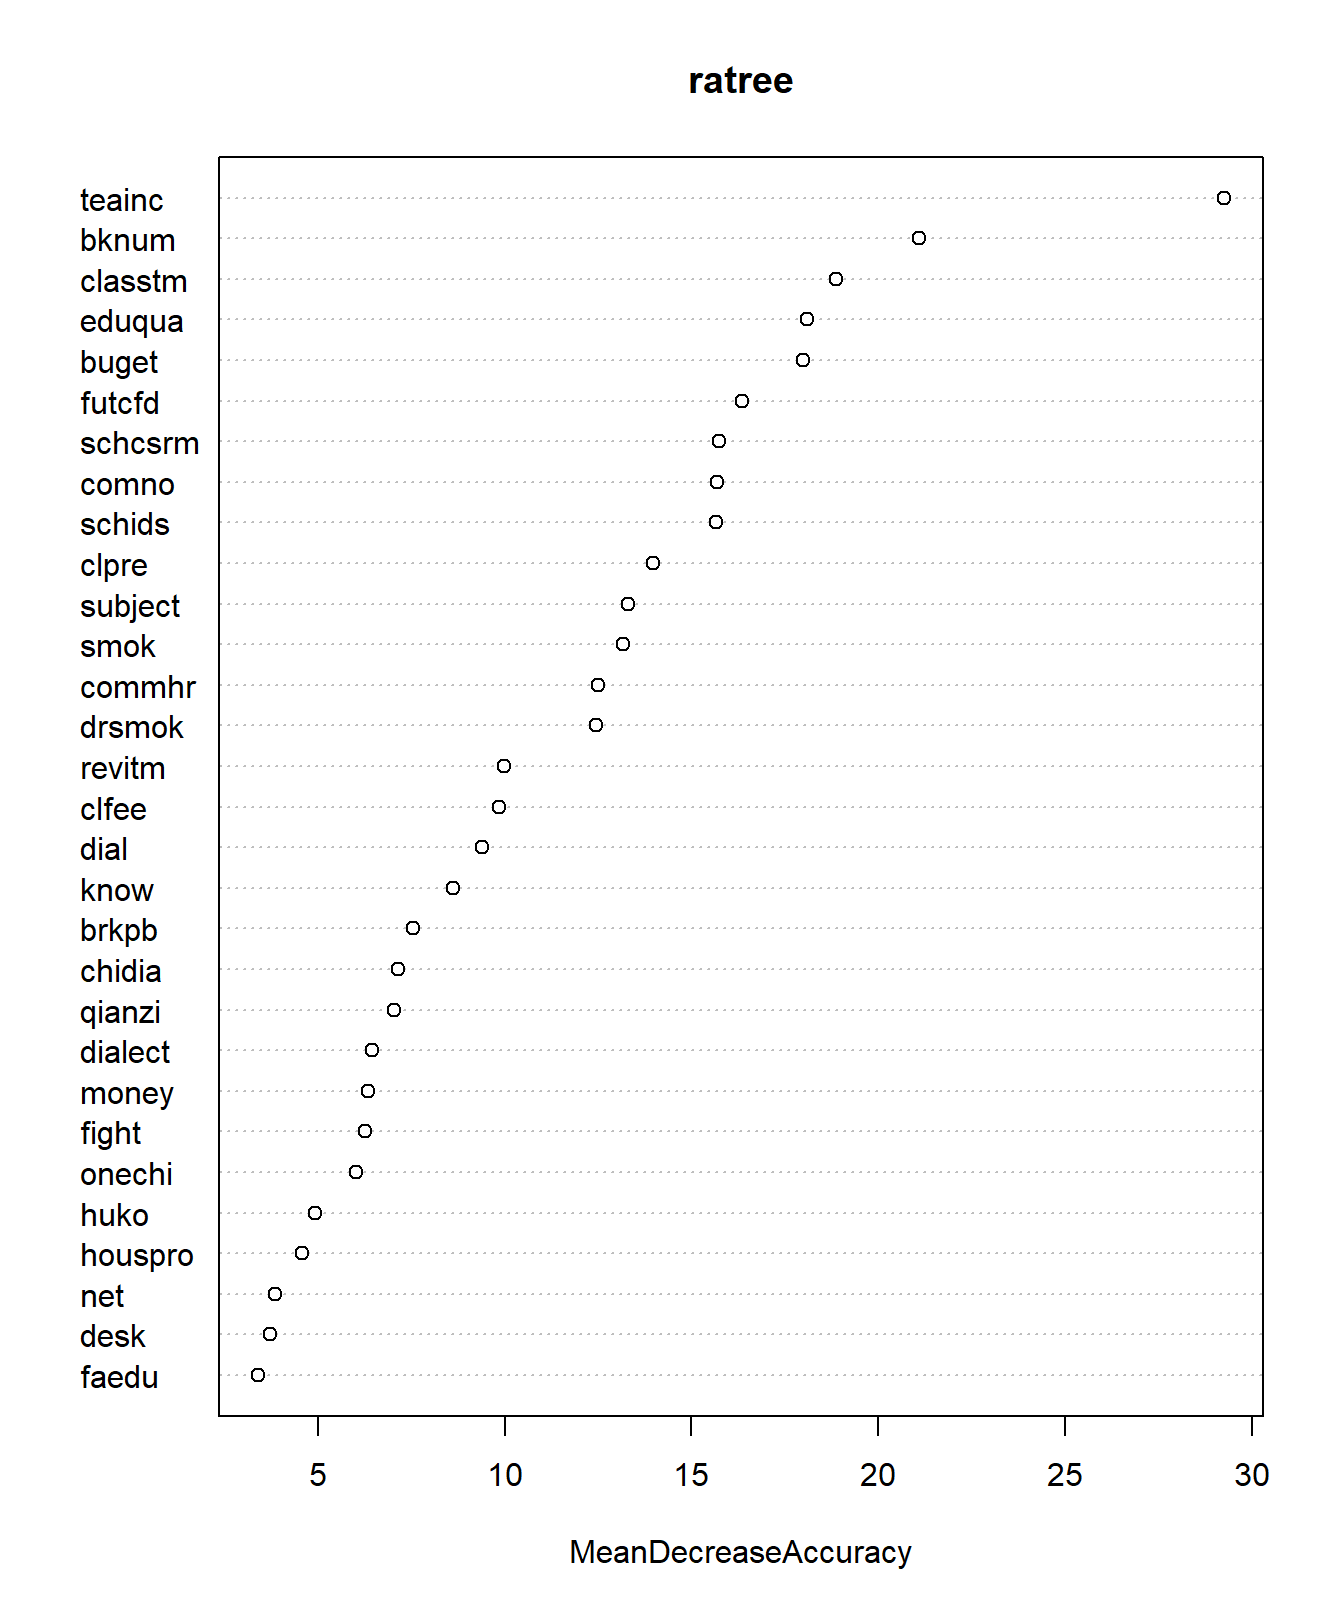 ratree
teainc
bknum
classtm
eduqua
buget
futcfd
schcsrm
comno
schids
clpre
subject
smok
commhr
drsmok
revitm
clfee
dial
know
brkpb
chidia
qianzi
dialect
money
fight
onechi
huko
houspro
net
desk
faedu
5 10 15 20 25 30
MeanDecreaseAccuracy